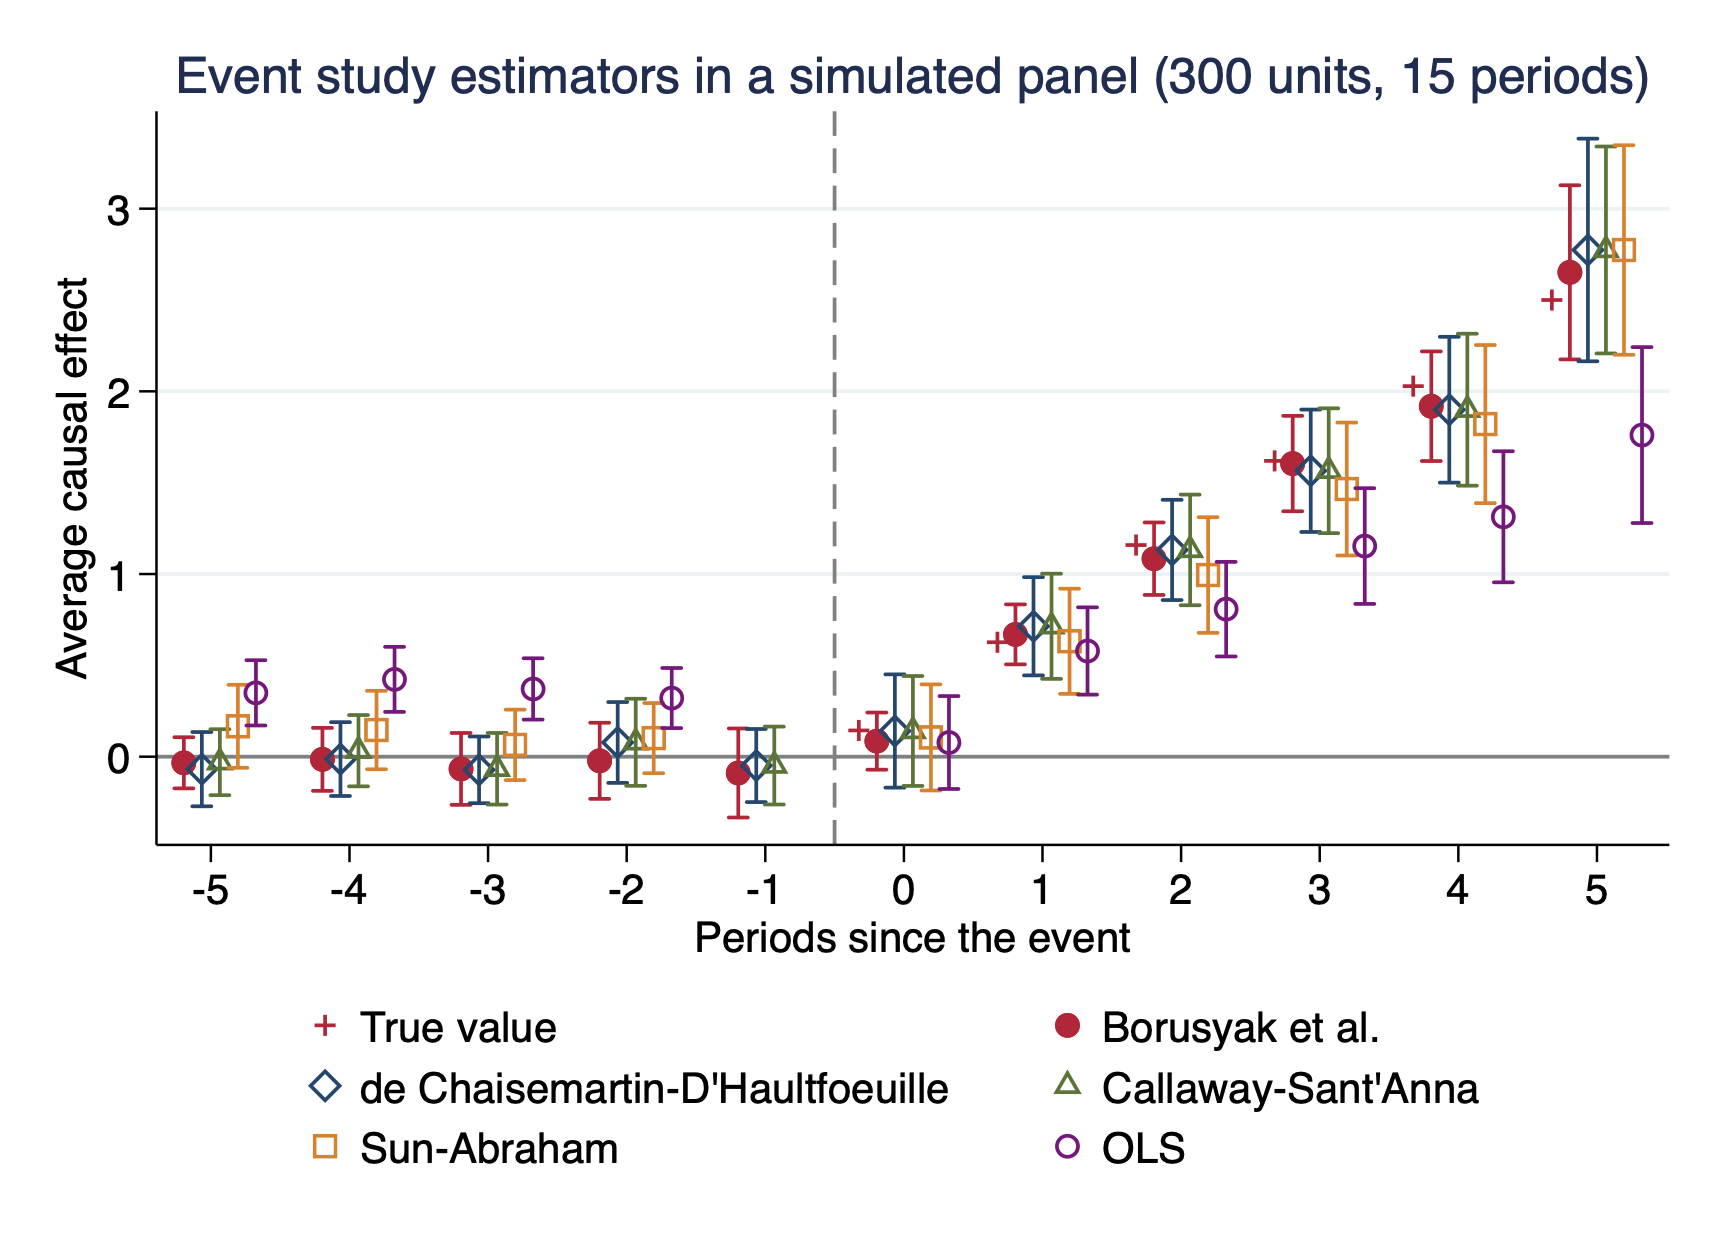 Event study estimators in a simulated panel (300 units, 15 periods)
Average causal effect
3
2
1
0
-5 -4 -3 -2 -1 0 1 2 3 4 5
Periods since the event
True value Borusyak et al.
de Chaisemartin-D'Haultfoeuille Callaway-Sant'Anna
Sun-Abraham OLS